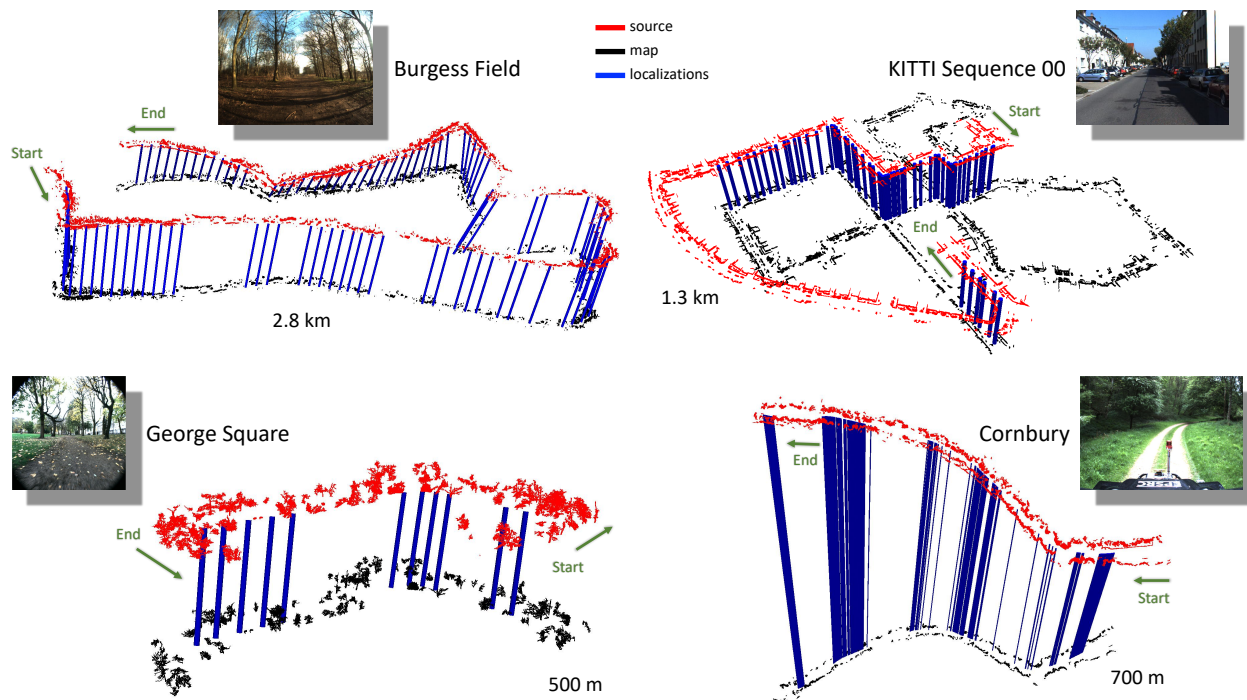 source
map
localizations
Burgess Field
End
Start
2.8 km
KITTI Sequence 00
Start
End
1.3 km
George Square
End
Start
500 m
Cornbury
End
Start
700 m